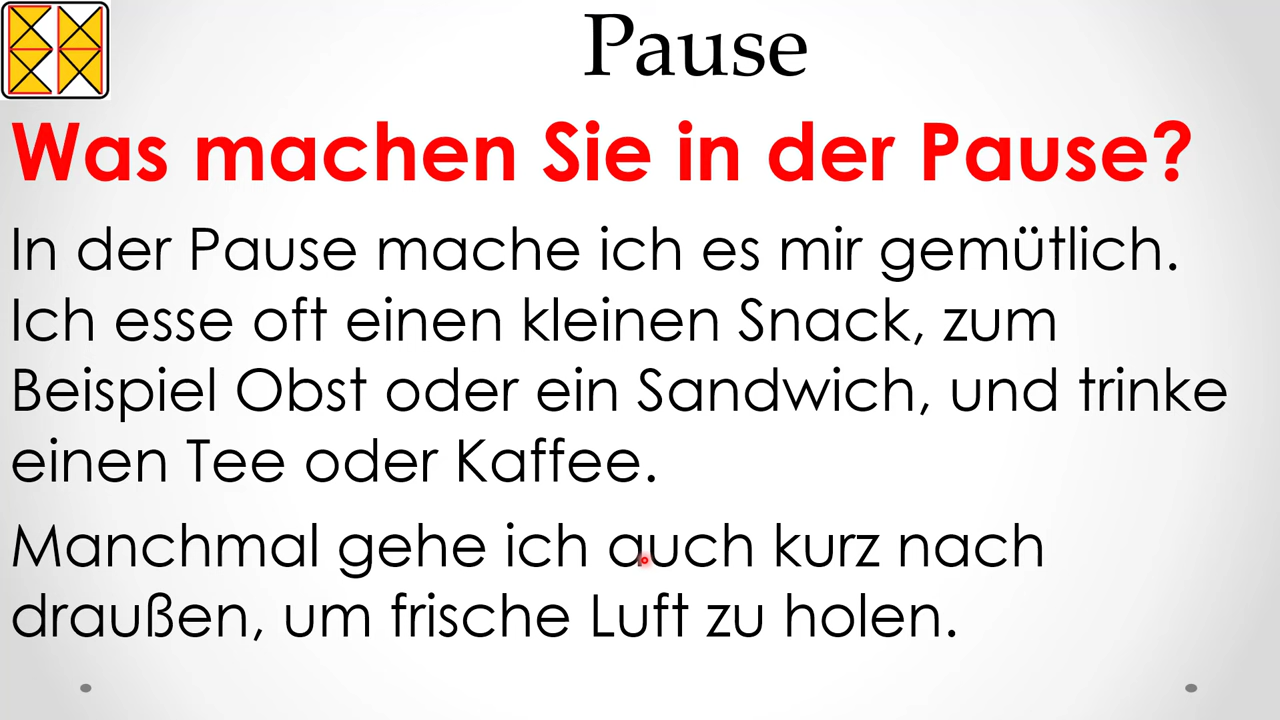 Pause
Was machen Sie in der Pause?
In der Pause mache ich es mir gemütlich.
Ich esse oft einen kleinen Snack, zum
Beispiel Obst oder ein Sandwich, und trinke
einen Tee oder Kaffee.
Manchmal gehe ich auch kurz nach
draußen, um frische Luft zu holen.